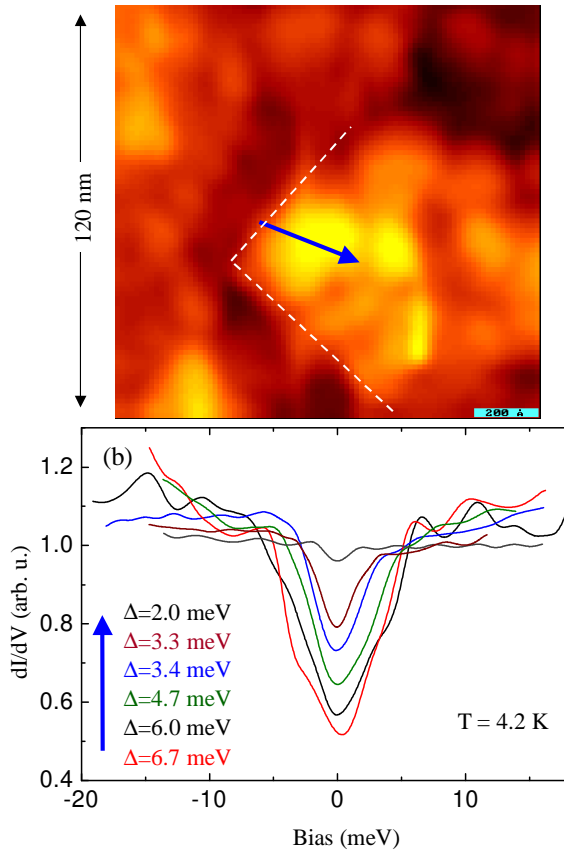 120 nm
200 Å
(b)
1.2
1.0
0.8
0.6
0.4
dI/dV (arb. u.)
Δ=2.0 meV
Δ=3.3 meV
Δ=3.4 meV
Δ=4.7 meV
Δ=6.0 meV
Δ=6.7 meV
T = 4.2 K
-20 -10 0 10
Bias (meV)